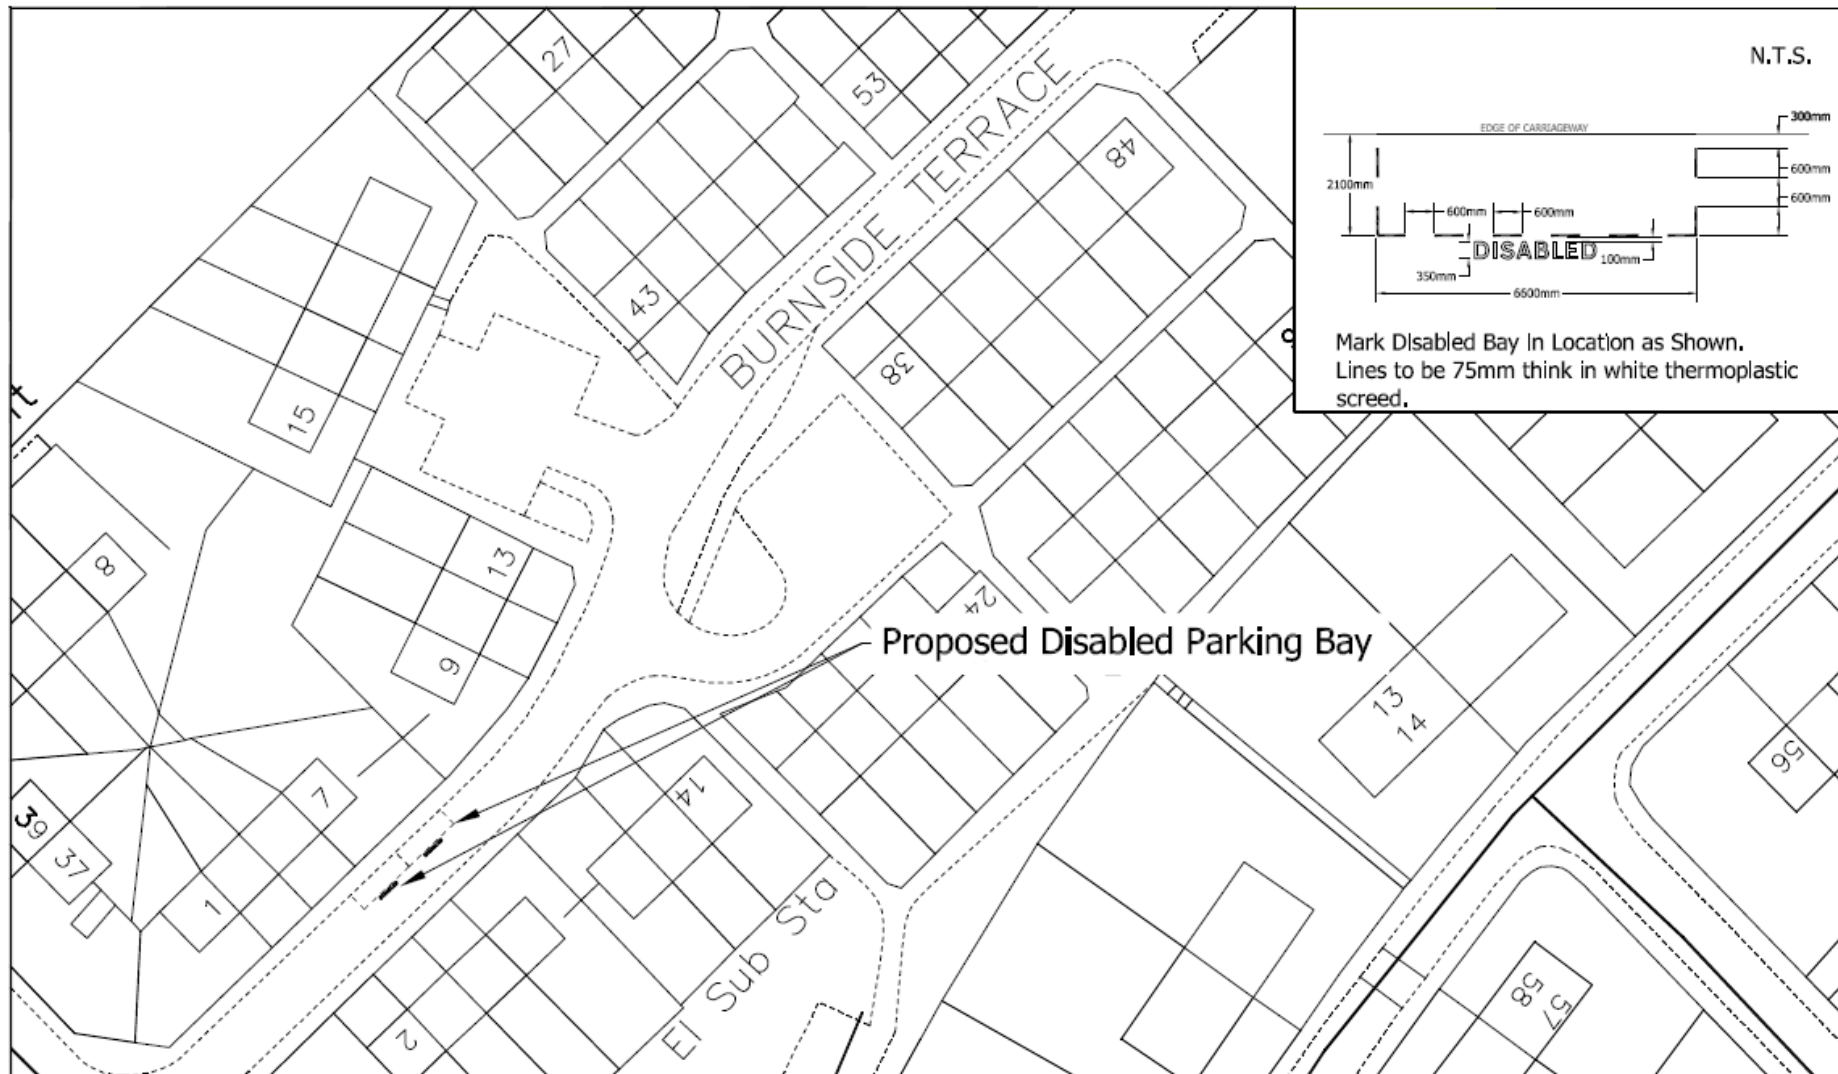 27
53
BURNSIDE TERRACE
48
43
38
15
8
13
9
24
Proposed Disabled Parking Bay
13
14
56
7
14
39
37
1
2
El Sub Sta
57
58
N.T.S.
EDGE OF CARRIAGEWAY
300mm
600mm
600mm
2100mm
600mm
600mm
DISABLED
100mm
350mm
6600mm
Mark Disabled Bay in Location as Shown.
Lines to be 75mm think in white thermoplastic
screed.